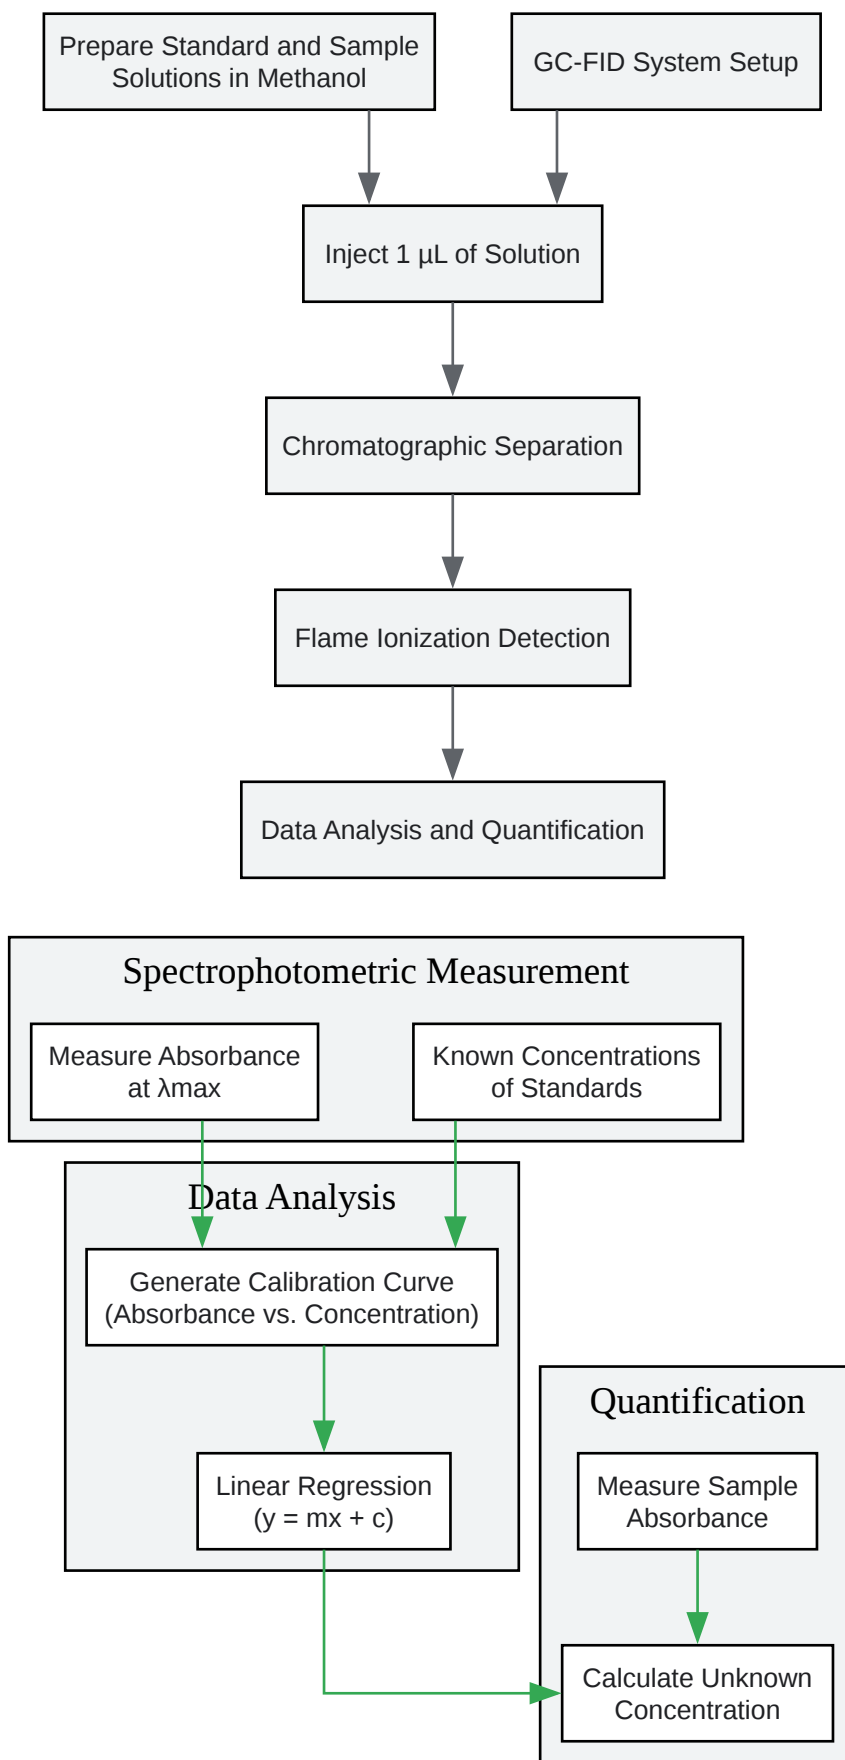 Prepare Standard and Sample
Solutions in Methanol
GC-FID System Setup
Inject 1 µL of Solution
Chromatographic Separation
Flame Ionization Detection
Data Analysis and Quantification
Spectrophotometric Measurement
Measure Absorbance
at λmax
Known Concentrations
of Standards
Data Analysis
Generate Calibration Curve
(Absorbance vs. Concentration)
Linear Regression
(y = mx + c)
Quantification
Measure Sample
Absorbance
Calculate Unknown
Concentration